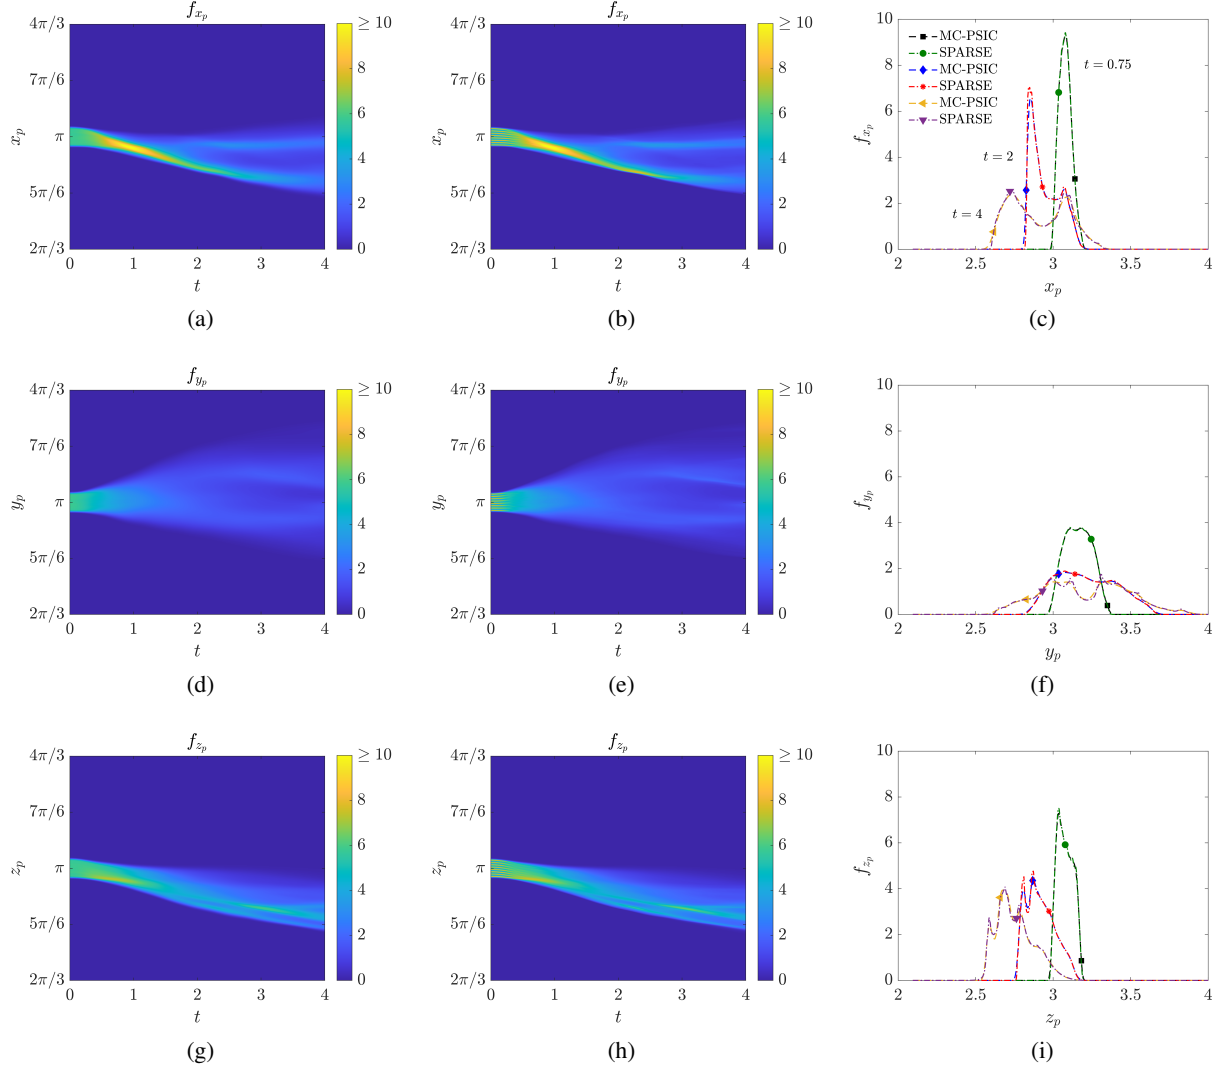 f_{x_p}
4π/3
7π/6
π
5π/6
2π/3
x_p
0
1
2
3
4
t
≥ 10
8
6
4
2
0
(a)
f_{x_p}
4π/3
7π/6
π
5π/6
2π/3
x_p
0
1
2
3
4
t
≥ 10
8
6
4
2
0
(b)
10
8
6
4
2
0
f_{x_p}
MC-PSIC
SPARSE
MC-PSIC
SPARSE
MC-PSIC
SPARSE
t = 0.75
t = 2
t = 4
2
2.5
3
3.5
4
x_p
(c)
f_{y_p}
4π/3
7π/6
π
5π/6
2π/3
y_p
0
1
2
3
4
t
≥ 10
8
6
4
2
0
(d)
f_{y_p}
4π/3
7π/6
π
5π/6
2π/3
y_p
0
1
2
3
4
t
≥ 10
8
6
4
2
0
(e)
10
8
6
4
2
0
f_{y_p}
2
2.5
3
3.5
4
y_p
(f)
f_{z_p}
4π/3
7π/6
π
5π/6
2π/3
z_p
0
1
2
3
4
t
≥ 10
8
6
4
2
0
(g)
f_{z_p}
4π/3
7π/6
π
5π/6
2π/3
z_p
0
1
2
3
4
t
≥ 10
8
6
4
2
0
(h)
10
8
6
4
2
0
f_{z_p}
2
2.5
3
3.5
4
z_p
(i)